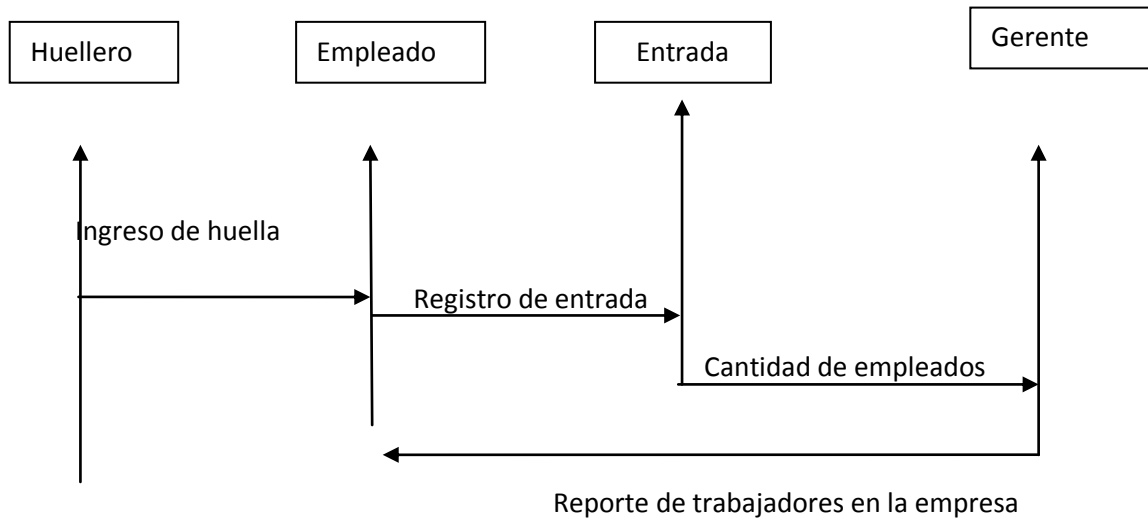 Huellero
Empleado
Entrada
Gerente
Ingreso de huella
Registro de entrada
Cantidad de empleados
Reporte de trabajadores en la empresa